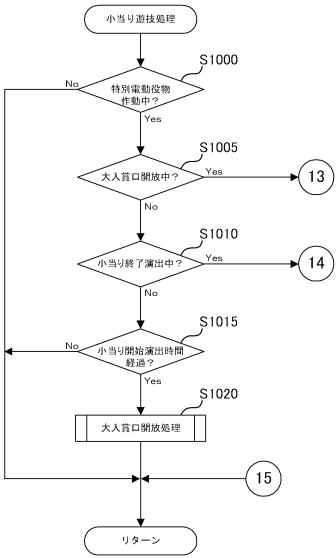 小当り遊技処理
S1000
特別電動役物
作動中？
No
Yes
S1005
大入賞口開放中？
Yes
13
No
S1010
小当り終了演出中？
Yes
14
No
S1015
小当り開始演出時間
経過？
No
Yes
S1020
大入賞口開放処理
15
リターン